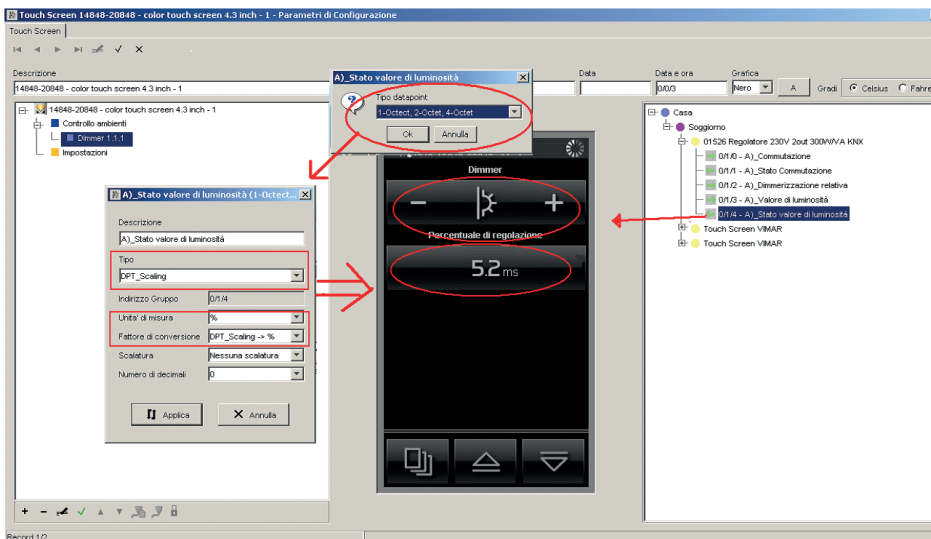 Touch Screen 14848-20848 - color touch screen 4.3 inch - 1 - Parametri di Configurazione
Touch Screen
Descrizione
Data
Data e ora
Grafica
14848-20848 - color touch screen 4.3 inch - 1
0/0/3
Nero
A
Gradi
Celsius
Fahre
14848-20848 - color touch screen 4.3 inch - 1
Controllo ambienti
Dimmer 1.1.1
Impostazioni
A)_Stato valore di luminosità
Tipo datapoint
1-Octect, 2-Octet, 4-Octet
Ok
Annulla
A)_Stato valore di luminosità (1-Octect...
Descrizione
A)_Stato valore di luminosità
Tipo
DPT_Scaling
Indirizzo Gruppo
0/1/4
Unita' di misura
%
Fattore di conversione
DPT_Scaling -> %
Scalatura
Nessuna scalatura
Numero di decimali
0
Applica
Annulla
Dimmer
Porcentuale di regolazione
5.2 ms
Casa
Soggiorno
01526 Regolatore 230V 2out 300W/VA KNX
0/1/0 - A)_Commutazione
0/1/1 - A)_Stato Commutazione
0/1/2 - A)_Dimmerizzazione relativa
0/1/3 - A)_Valore di luminosità
0/1/4 - A)_Stato valore di luminosità
Touch Screen VIMAR
Touch Screen VIMAR
Record 1/2